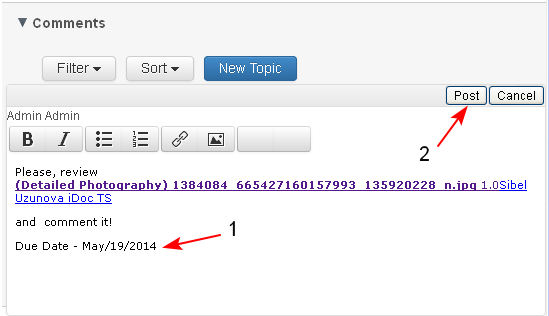 Comments
Filter Sort New Topic
Post Cancel
Admin Admin
B I
2
Please, review
(Detailed Photography) 1384084_665427160157993_135920228_n.jpg 1.0Sibel
Uzunova iDoc TS
and comment it!
1
Due Date - May/19/2014